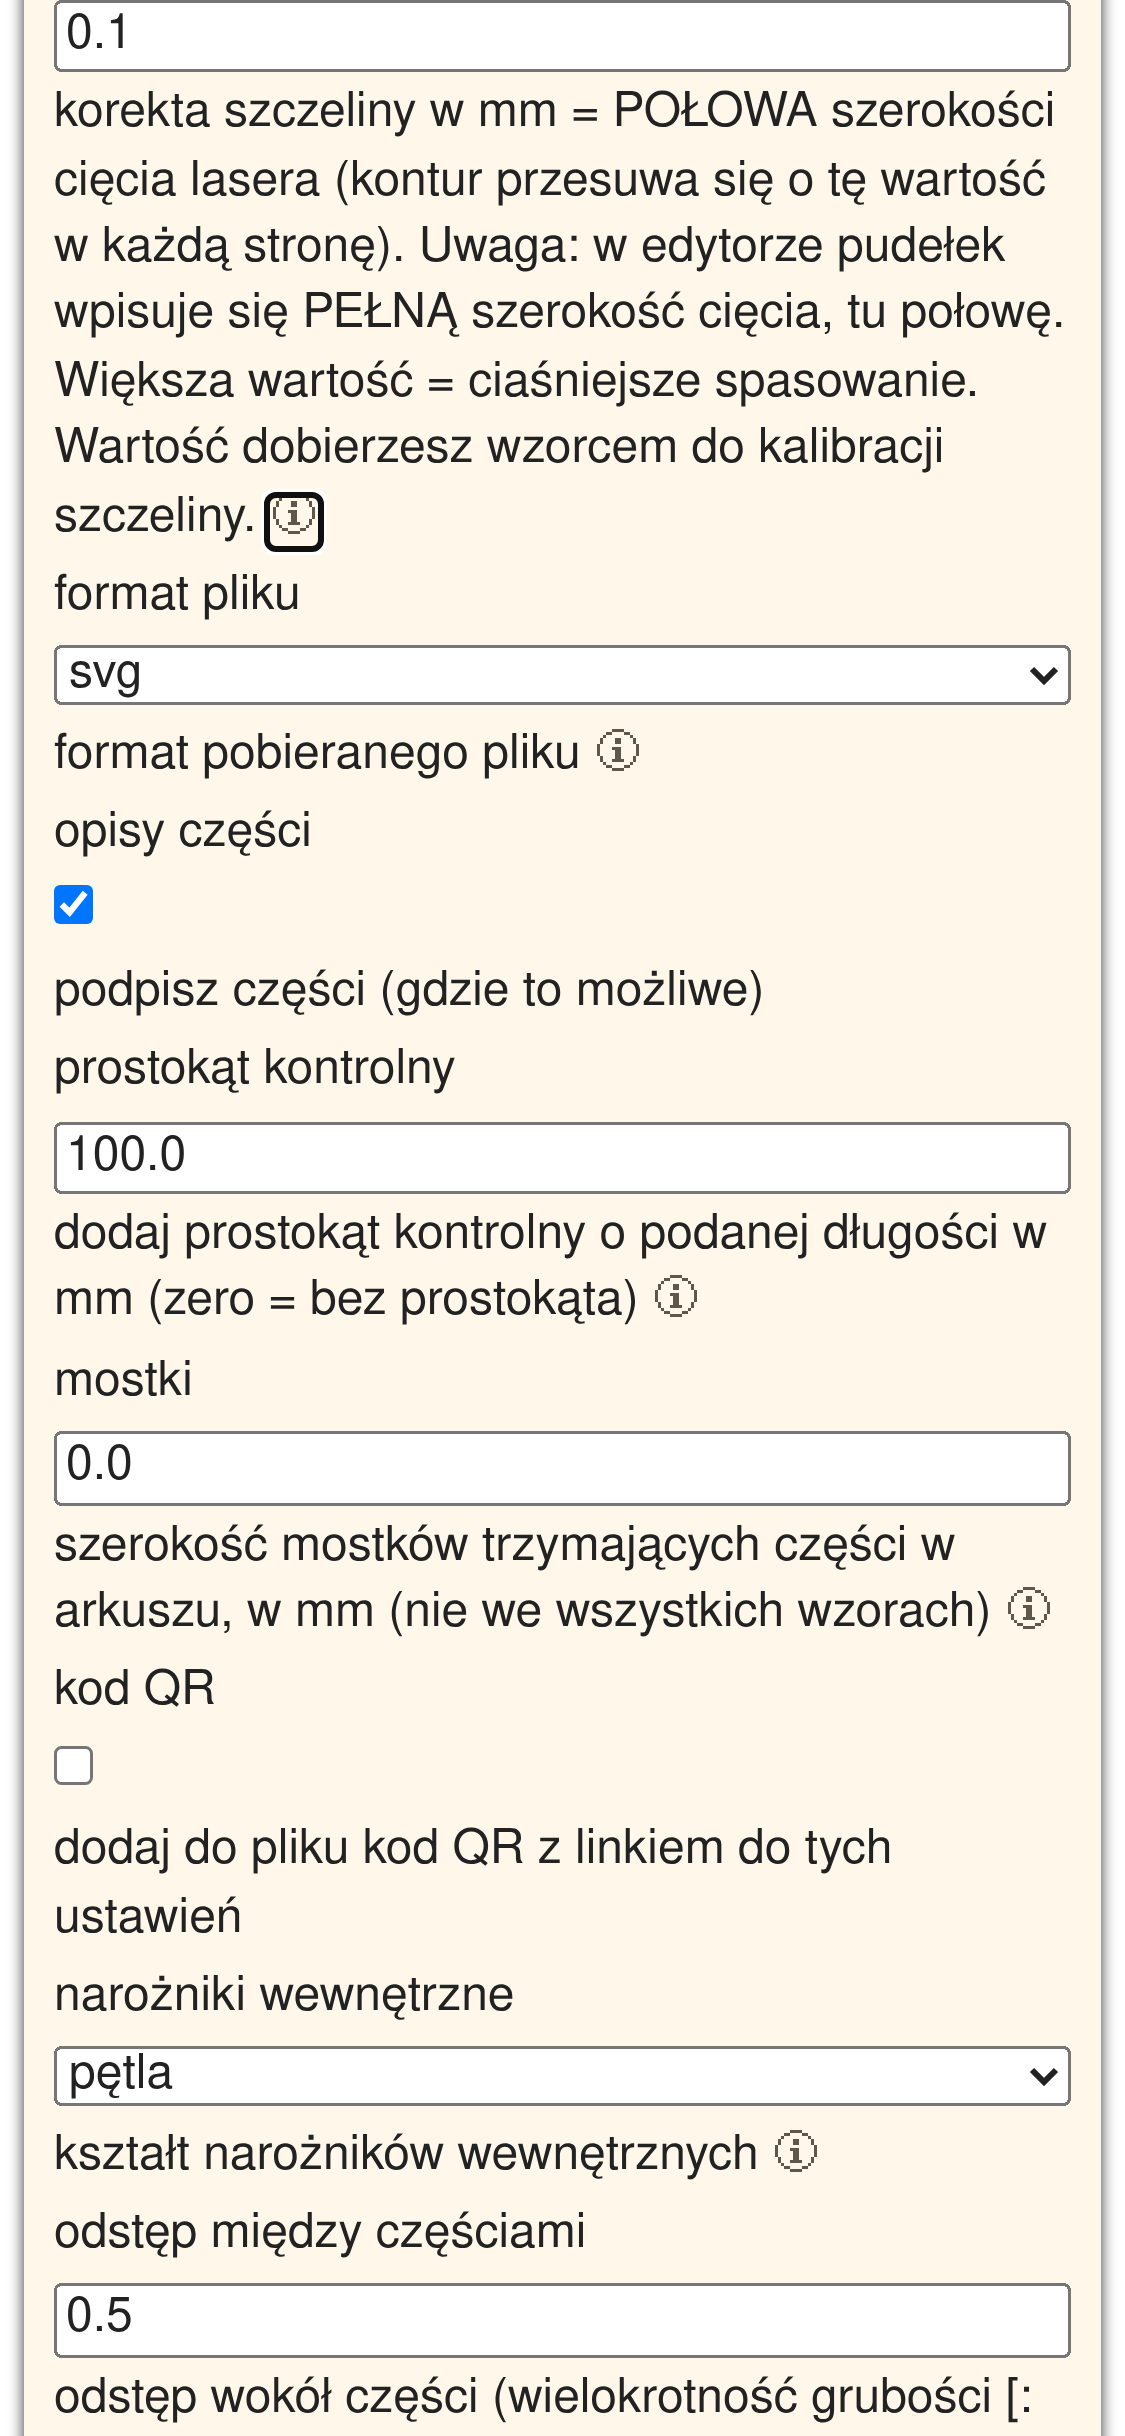 0.1
korekta szczeliny w mm = POŁOWA szerokości
cięcia lasera (kontur przesuwa się o tę wartość
w każdą stronę). Uwaga: w edytorze pudełek
wpisuje się PEŁNĄ szerokość cięcia, tu połowę.
Większa wartość = ciaśniejsze spasowanie.
Wartość dobierzesz wzorcem do kalibracji
szczeliny.
format pliku
svg
format pobieranego pliku
opisy części
podpisz części (gdzie to możliwe)
prostokąt kontrolny
100.0
dodaj prostokąt kontrolny o podanej długości w
mm (zero = bez prostokąta)
mostki
0.0
szerokość mostków trzymających części w
arkuszu, w mm (nie we wszystkich wzorach)
kod QR
dodaj do pliku kod QR z linkiem do tych
ustawień
narożniki wewnętrzne
pętla
kształt narożników wewnętrznych
odstęp między częściami
0.5
odstęp wokół części (wielokrotność grubości [: